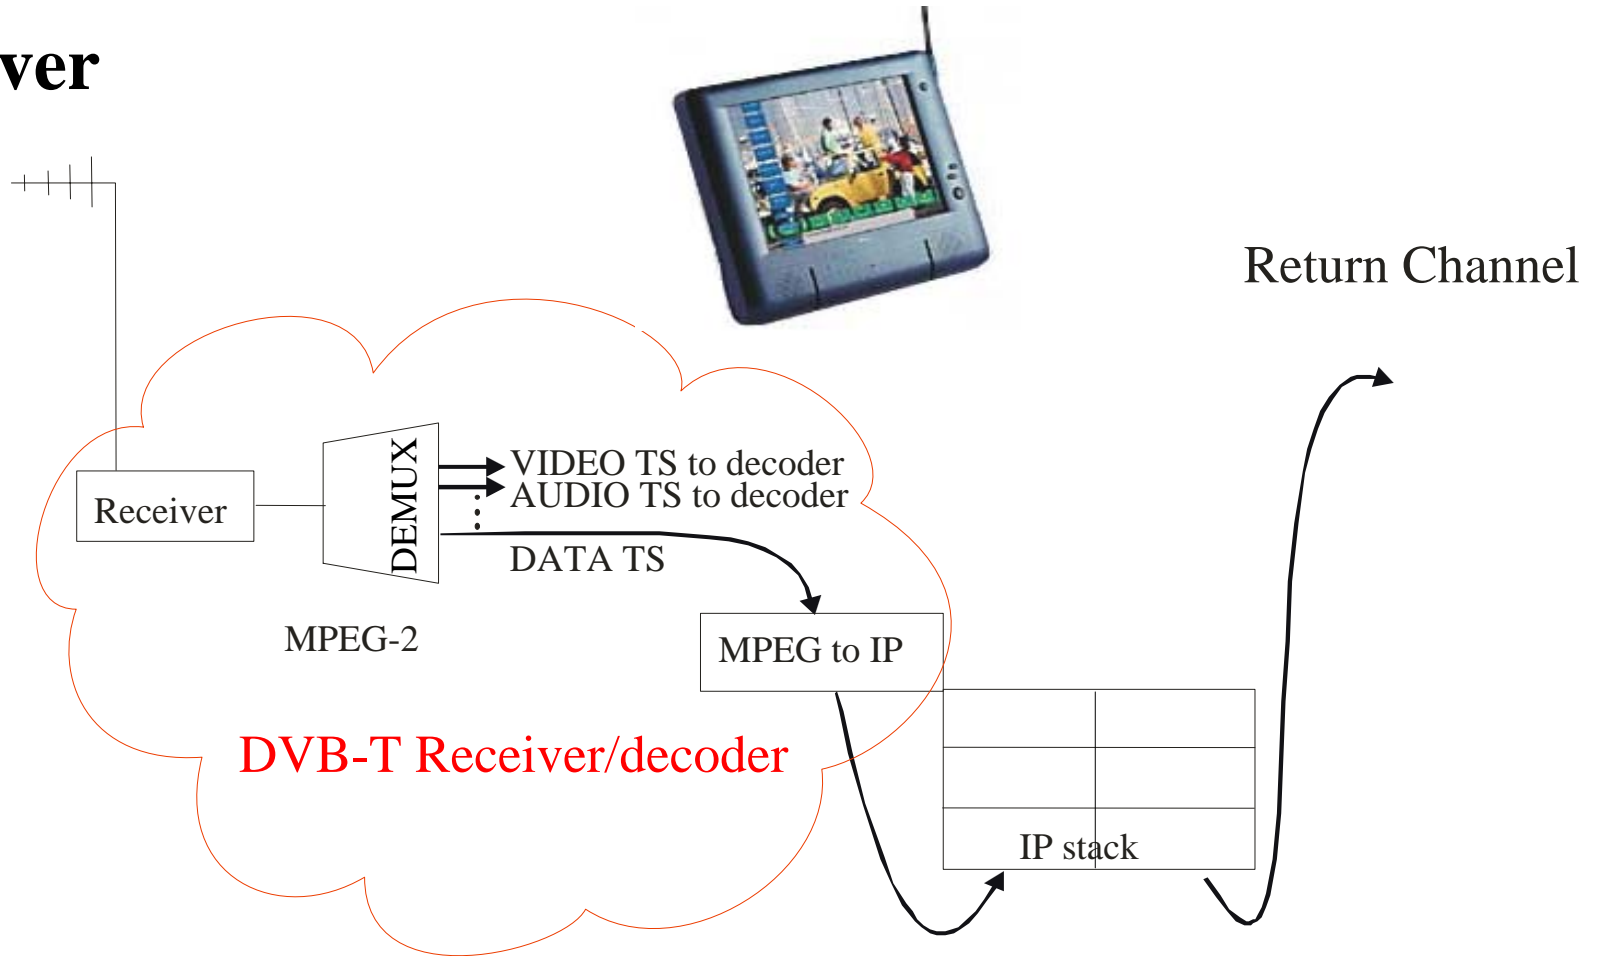 ver
Return Channel
VIDEO TS to decoder
AUDIO TS to decoder
Receiver
DEMUX
DATA TS
MPEG-2
MPEG to IP
DVB-T Receiver/decoder
IP stack